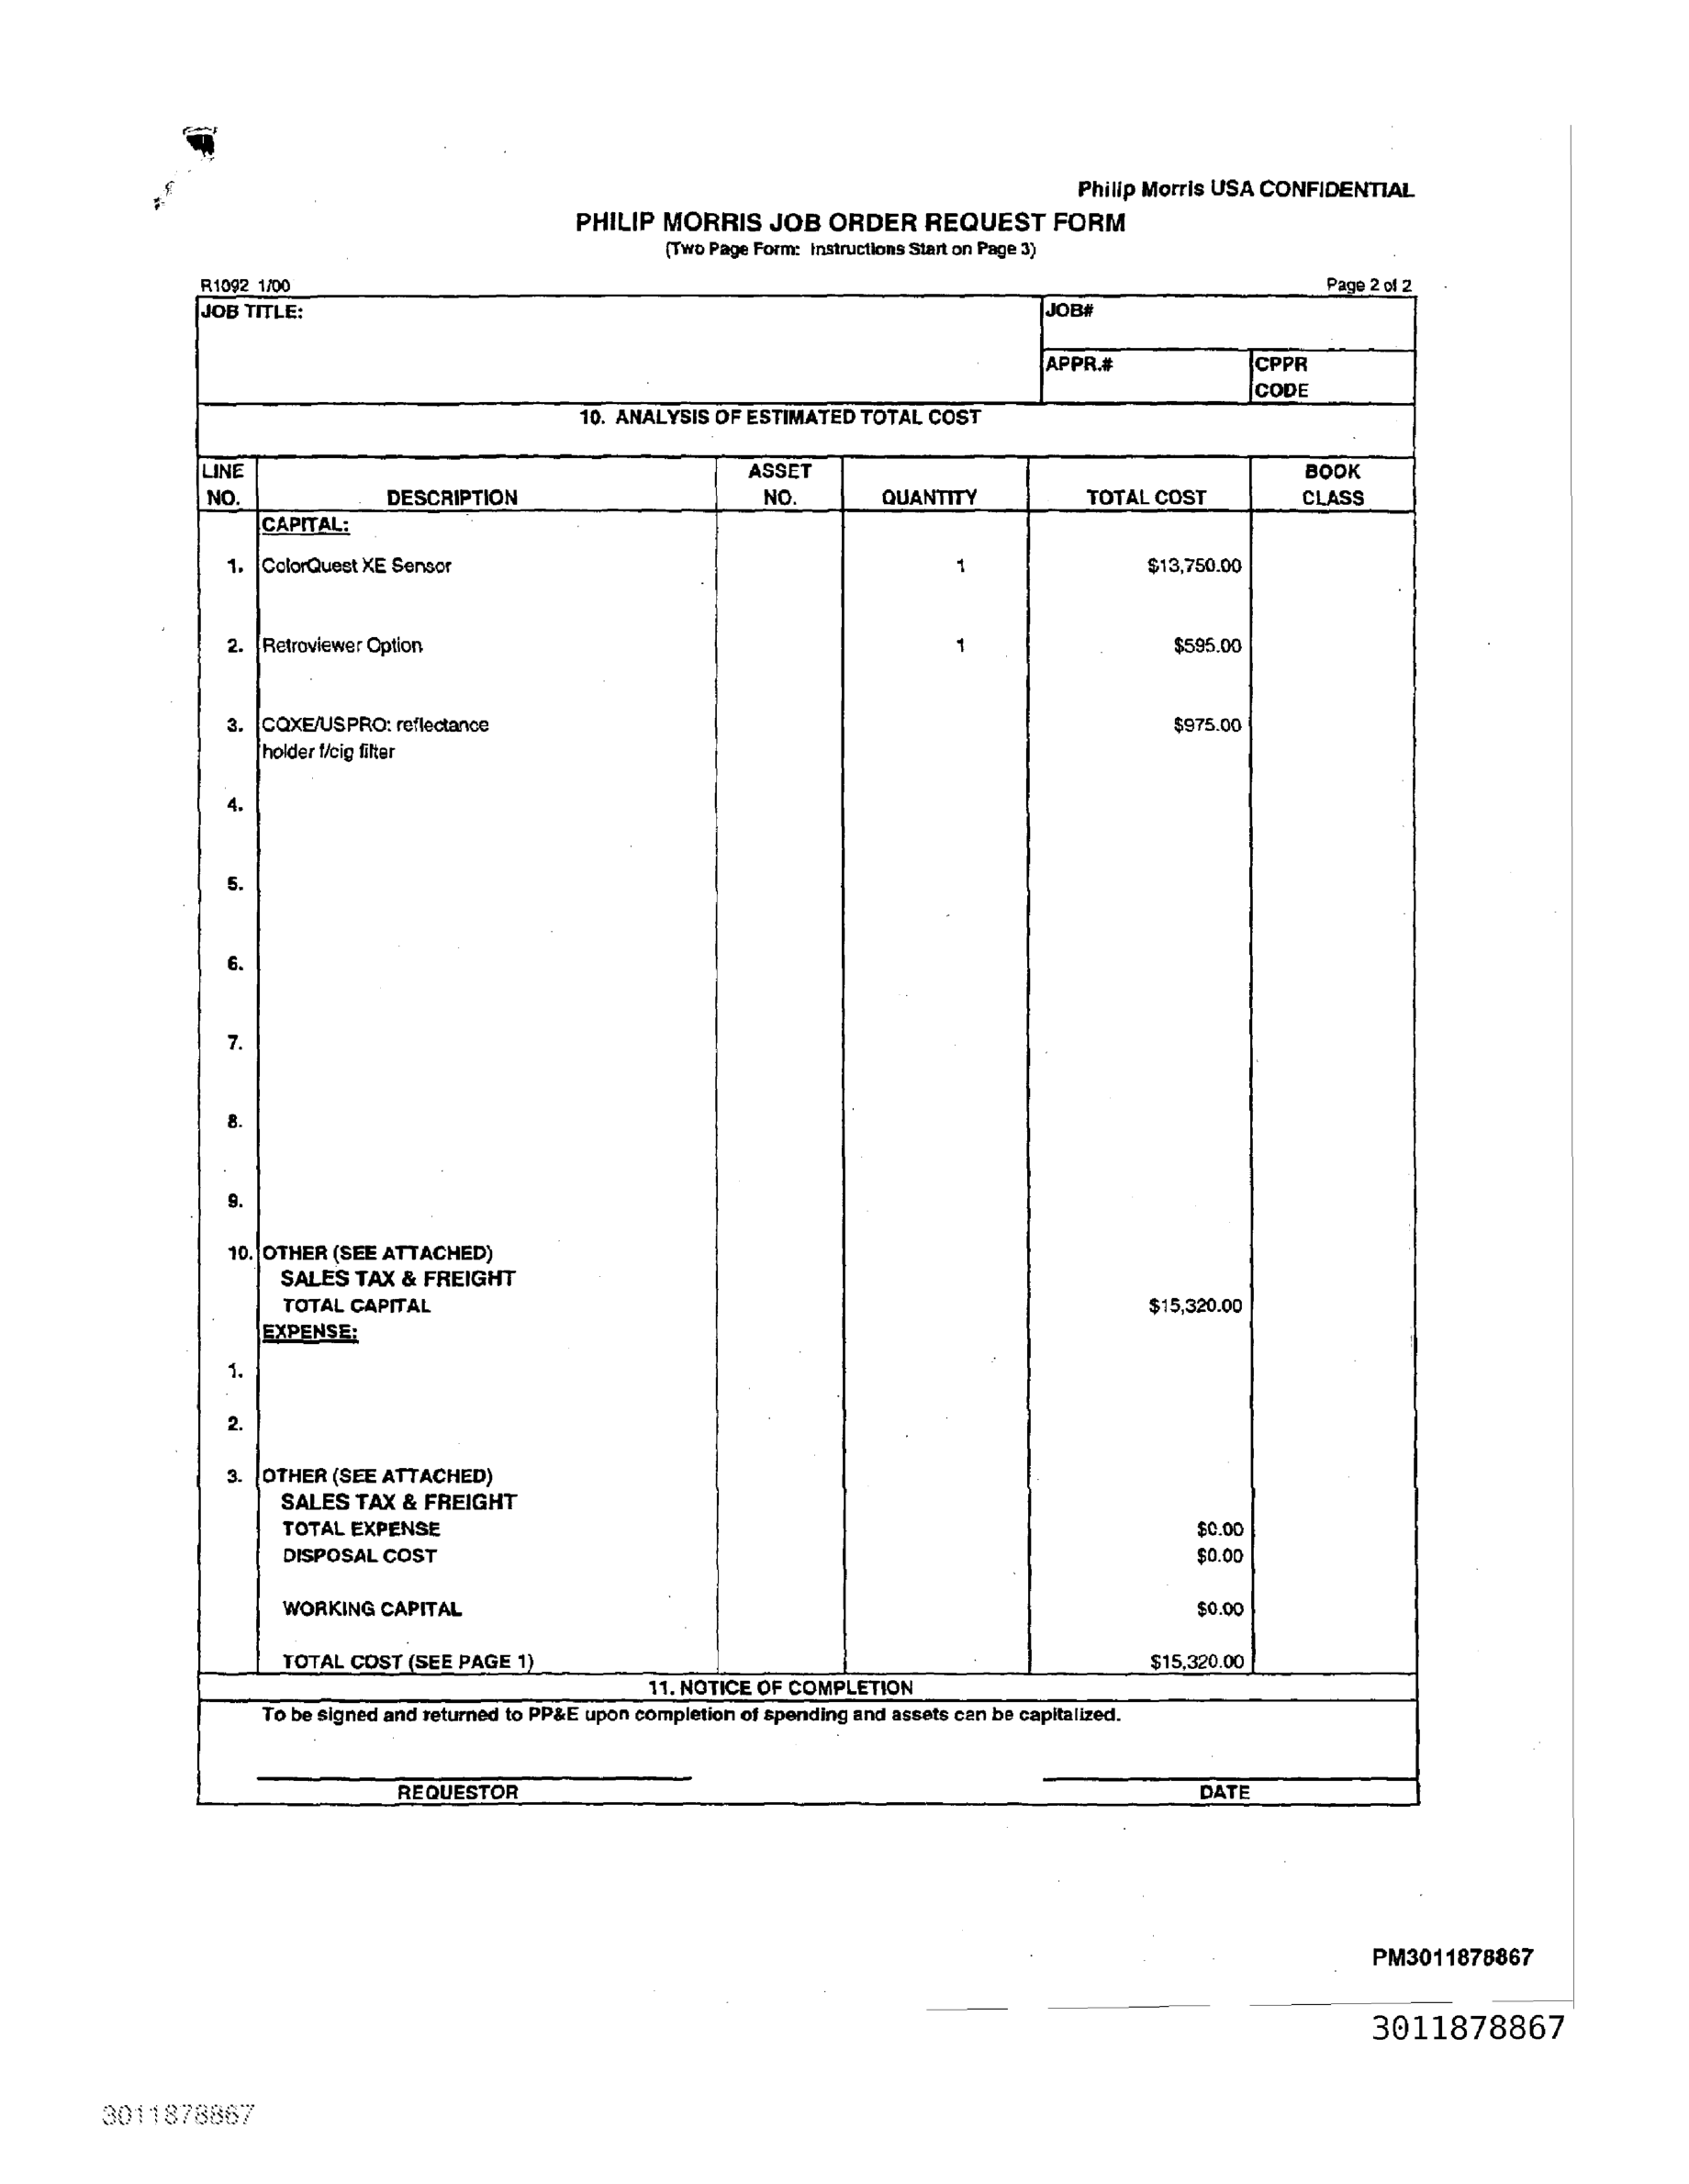 Philip Morris USA CONFIDENTIAL
PHILIP MORRIS JOB ORDER REQUEST FORM
(Two Page Form: Instructions Start on Page 3)
R1092 1/00 Page 2 of 2
JOB TITLE: JOB#
APPR.# CPPR
CODE
10. ANALYSIS OF ESTIMATED TOTAL COST
LINE ASSET BOOK
NO. DESCRIPTION NO. QUANTITY TOTAL COST CLASS
CAPITAL:
1. ColorQuest XE Sensor 1 $13,750.00
2. Retroviewer Option 1 $595.00
3. CQXE/USPRO: reflectance $975.00
holder f/cig filter
4.
5.
6.
7.
8.
9.
10. OTHER (SEE ATTACHED)
SALES TAX & FREIGHT
TOTAL CAPITAL $15,320.00
EXPENSE:
1.
2.
3. OTHER (SEE ATTACHED)
SALES TAX & FREIGHT
TOTAL EXPENSE $0.00
DISPOSAL COST $0.00
WORKING CAPITAL $0.00
TOTAL COST (SEE PAGE 1) $15,320.00
11. NOTICE OF COMPLETION
To be signed and returned to PP&E upon completion of spending and assets can be capitalized.
REQUESTOR DATE
PM3011878867
3011878867
3011878867